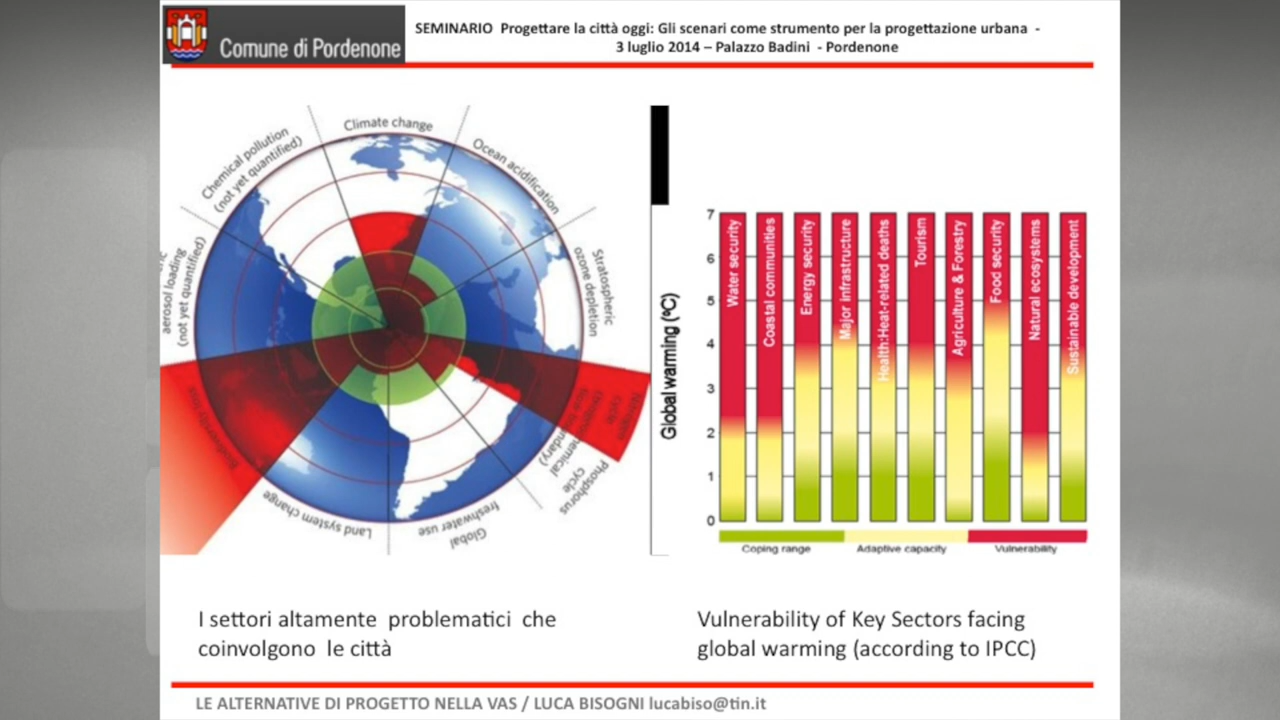 Comune di Pordenone
SEMINARIO Progettare la città oggi: Gli scenari come strumento per la progettazione urbana -
3 luglio 2014 – Palazzo Badini - Pordenone
Climate change
Ocean acidification
Stratospheric
ozone depletion
Nitrogen
cycle
Phosphorus
cycle
Global
freshwater use
Land system change
Biodiversity loss
aerosol loading
(not yet quantified)
Chemical pollution
(not yet quantified)
Global warming (ºC)
7
6
5
4
3
2
1
0
Water security
Coastal communities
Energy security
Major infrastructure
Health:Heat-related deaths
Tourism
Agriculture & Forestry
Food security
Natural ecosystems
Sustainable development
Coping range
Adaptive capacity
Vulnerability
I settori altamente problematici che
coinvolgono le città
Vulnerability of Key Sectors facing
global warming (according to IPCC)
LE ALTERNATIVE DI PROGETTO NELLA VAS / LUCA BISOGNI lucabiso@tin.it